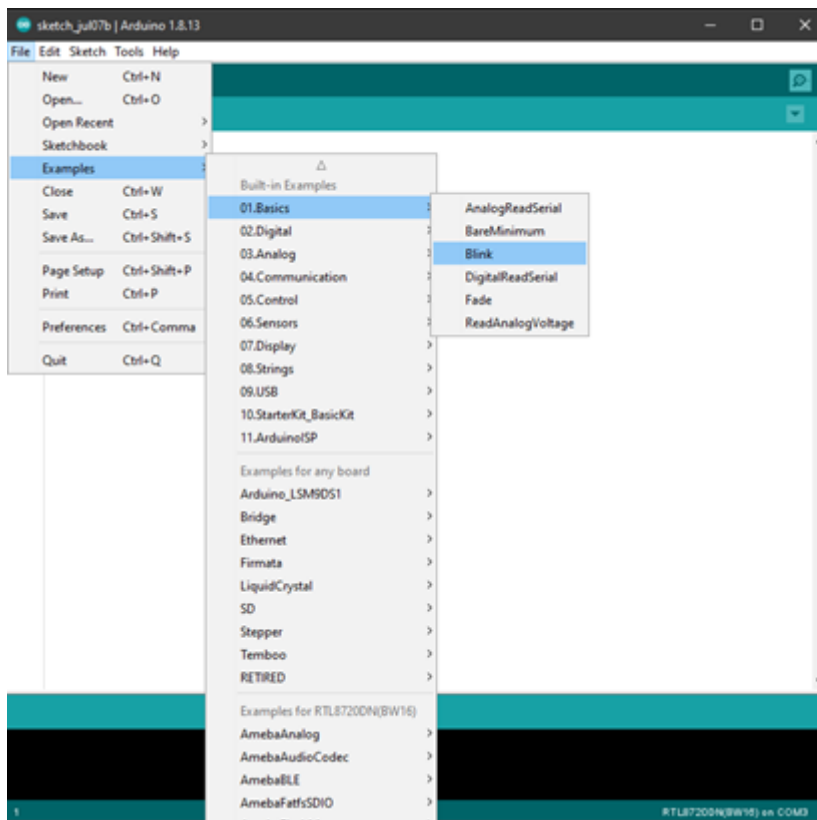 sketch_jul07b | Arduino 1.8.13
File Edit Sketch Tools Help
New Ctrl+N
Open... Ctrl+O
Open Recent
Sketchbook
Examples
Close Ctrl+W
Save Ctrl+S
Save As... Ctrl+Shift+S
Page Setup Ctrl+Shift+P
Print Ctrl+P
Preferences Ctrl+Comma
Quit Ctrl+Q
Built-in Examples
01.Basics
02.Digital
03.Analog
04.Communication
05.Control
06.Sensors
07.Display
08.Strings
09.USB
10.StarterKit_BasicKit
11.ArduinoISP
Examples for any board
Arduino_LSM9DS1
Bridge
Ethernet
Firmata
LiquidCrystal
SD
Stepper
Temboo
RETIRED
Examples for RTL8720DN(BW16)
AmebaAnalog
AmebaAudioCodec
AmebaBLE
AmebaFatfsSDIO
AnalogReadSerial
BareMinimum
Blink
DigitalReadSerial
Fade
ReadAnalogVoltage
1
RTL8720DN(BW16) on COM3